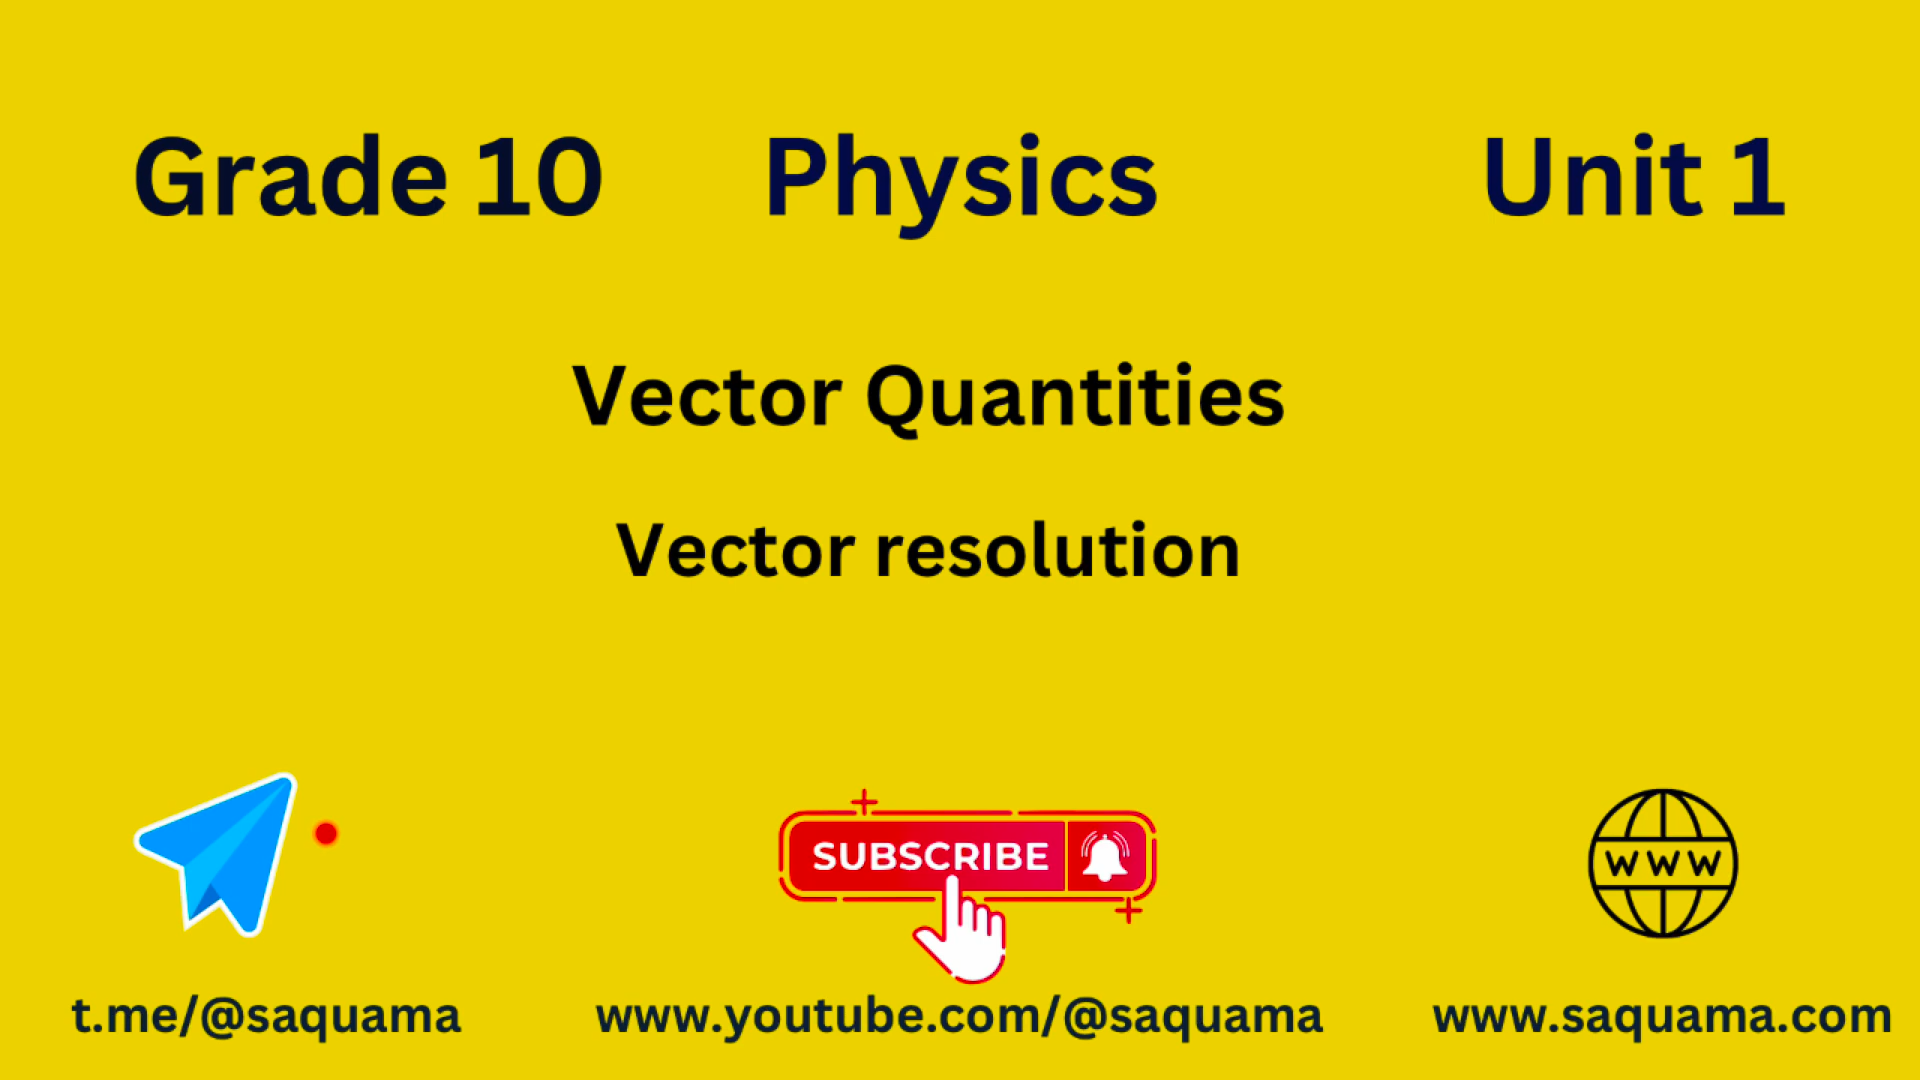 Grade 10 Physics Unit 1
Vector Quantities
Vector resolution
SUBSCRIBE
WWW
t.me/@saquama www.youtube.com/@saquama www.saquama.com